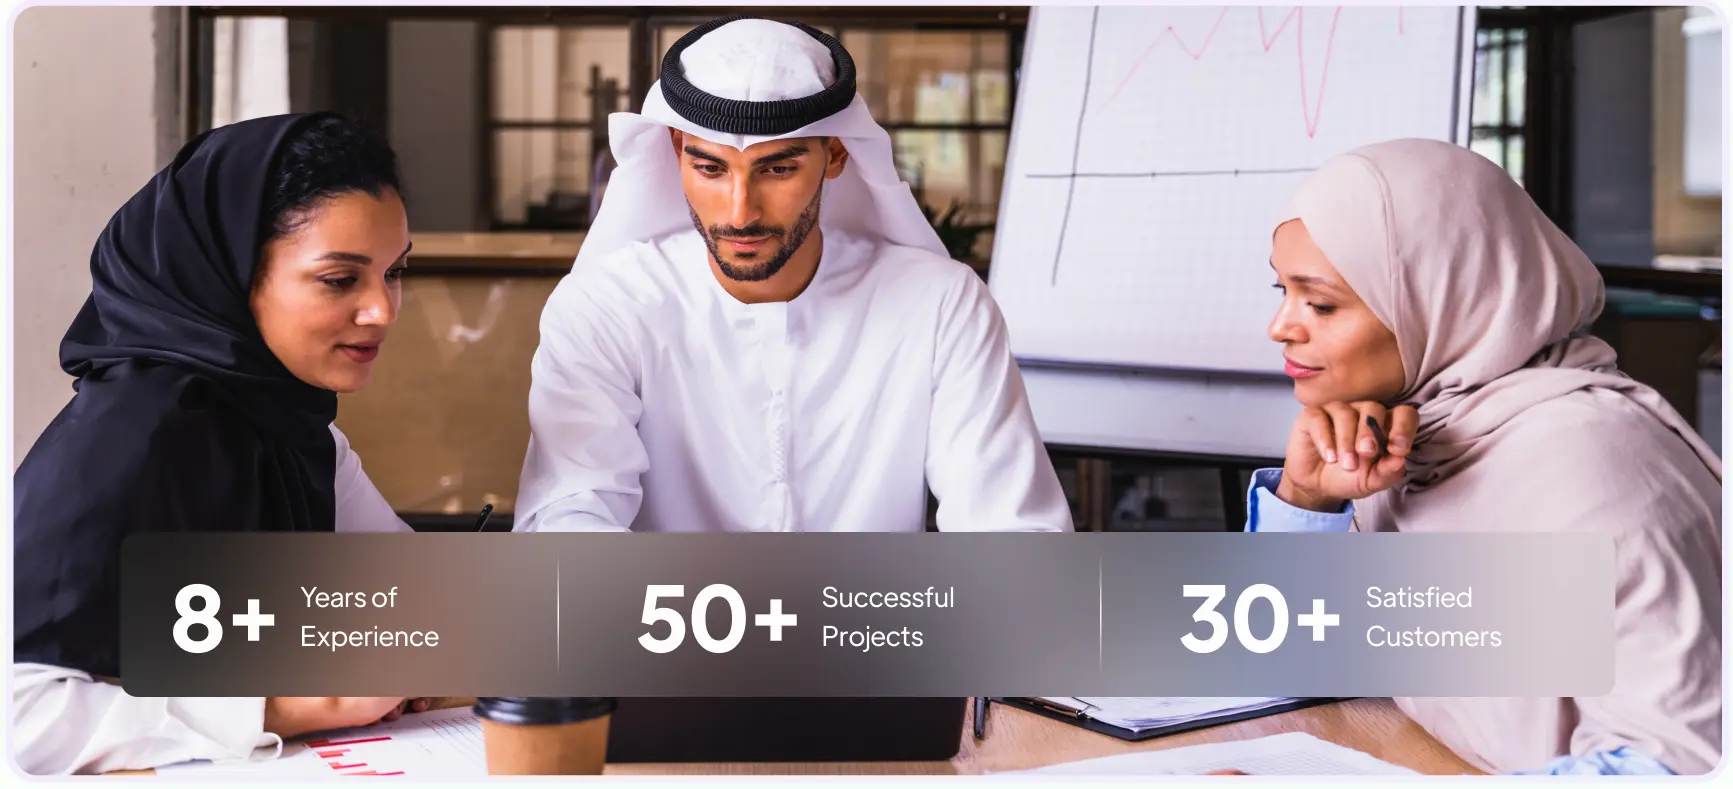 8+
Years of
Experience
50+
Successful
Projects
30+
Satisfied
Customers